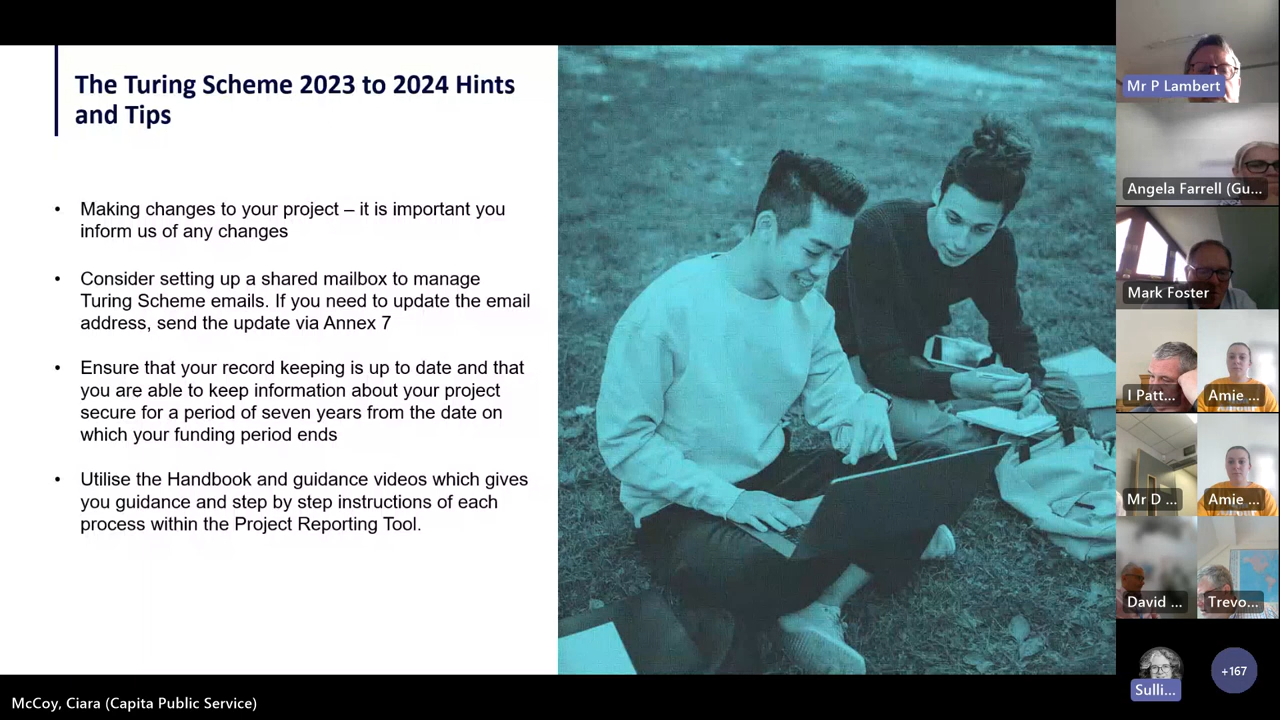 The Turing Scheme 2023 to 2024 Hints
and Tips
• Making changes to your project – it is important you
inform us of any changes
• Consider setting up a shared mailbox to manage
Turing Scheme emails. If you need to update the email
address, send the update via Annex 7
• Ensure that your record keeping is up to date and that
you are able to keep information about your project
secure for a period of seven years from the date on
which your funding period ends
• Utilise the Handbook and guidance videos which gives
you guidance and step by step instructions of each
process within the Project Reporting Tool.
Mr P Lambert
Angela Farrell (Gu...
Mark Foster
I Patt...
Amie ...
Mr D ...
Amie ...
David ...
Trevo...
Sulli...
+167
McCoy, Ciara (Capita Public Service)